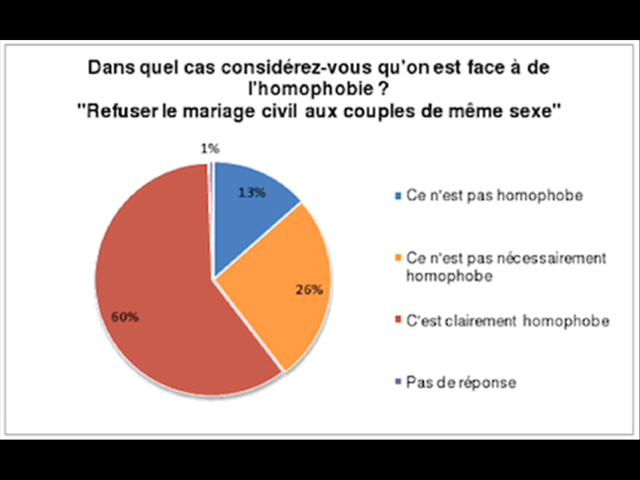 Dans quel cas considérez-vous qu'on est face à de
l'homophobie ?
"Refuser le mariage civil aux couples de même sexe"
1%
13%
Ce n'est pas homophobe
Ce n'est pas nécessairement
homophobe
26%
60%
C'est clairement homophobe
Pas de réponse